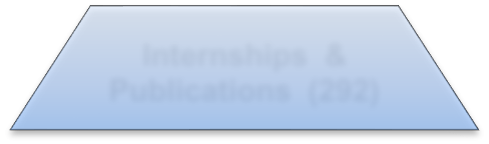 Internships &
Publications (292)